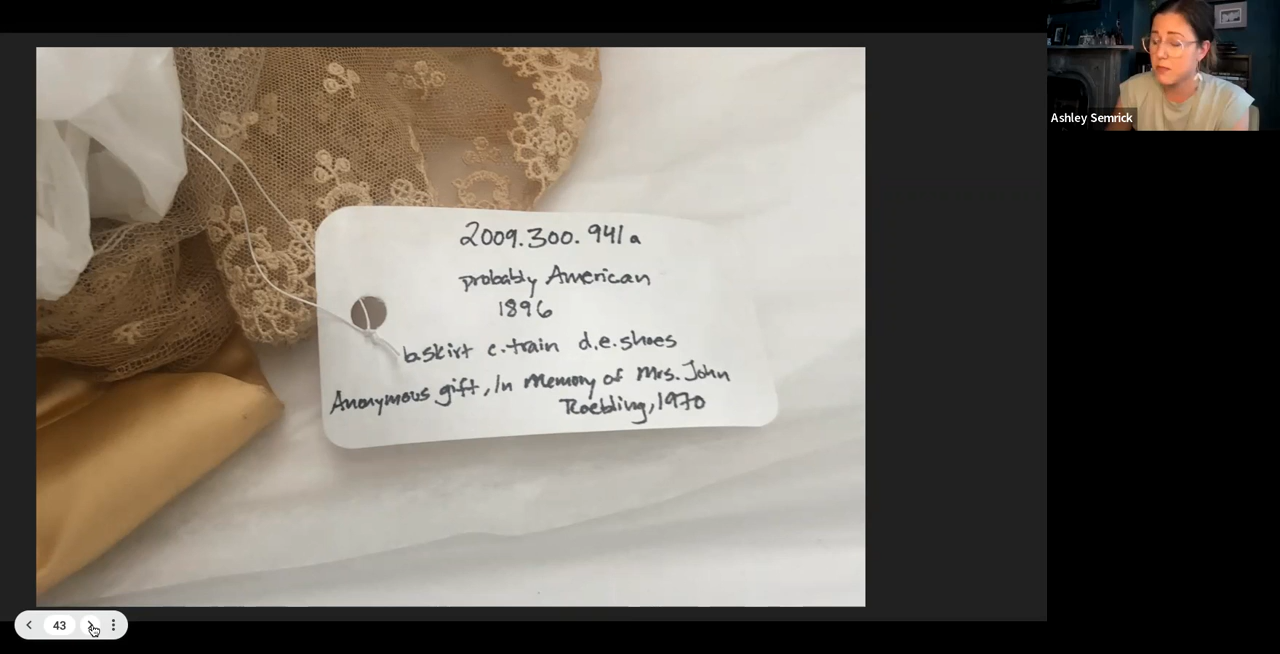 2009.300.941a
probably American
1896
b.skirt c.train d.e.shoes
Anonymous gift, In Memory of Mrs. John
Roebling, 1970
Ashley Semrick
43